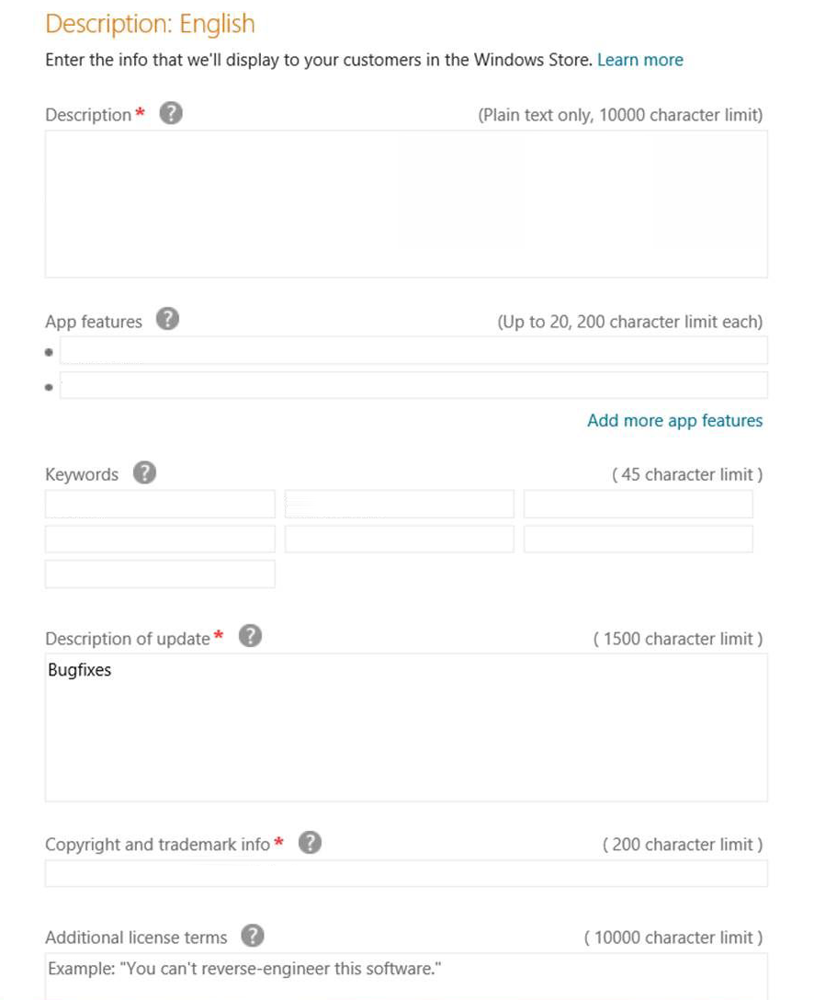 Description: English
Enter the info that we'll display to your customers in the Windows Store. Learn more
Description * ? (Plain text only, 10000 character limit)
App features ? (Up to 20, 200 character limit each)
Add more app features
Keywords ? ( 45 character limit )
Description of update * ? ( 1500 character limit )
Bugfixes
Copyright and trademark info * ? ( 200 character limit )
Additional license terms ? ( 10000 character limit )
Example: "You can't reverse-engineer this software."